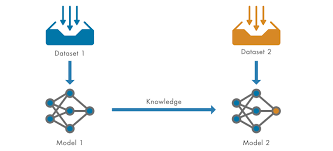 Dataset 1
Dataset 2
Knowledge
Model 1
Model 2